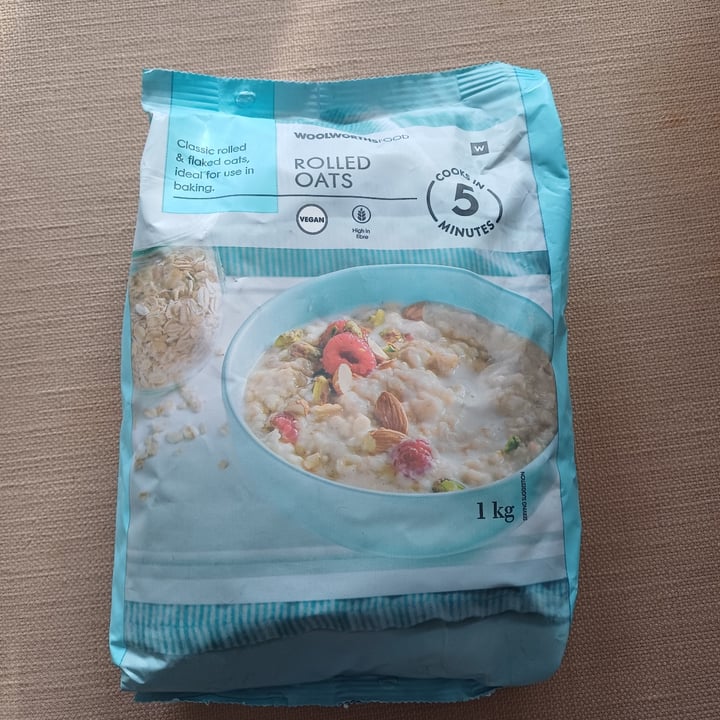 Classic rolled
& flaked oats,
ideal for use in
baking.
WOOLWORTHSFOOD
W
ROLLED
OATS
VEGAN
High in
fibre
COOKS IN
5
MINUTES
1 kg
SERVING SUGGESTION